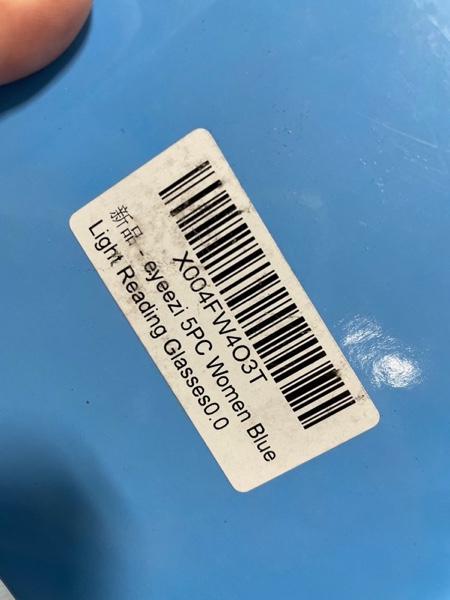 X004FW4O3T
新品 - eyeezi 5PC Women Blue
Light Reading Glasses0.0